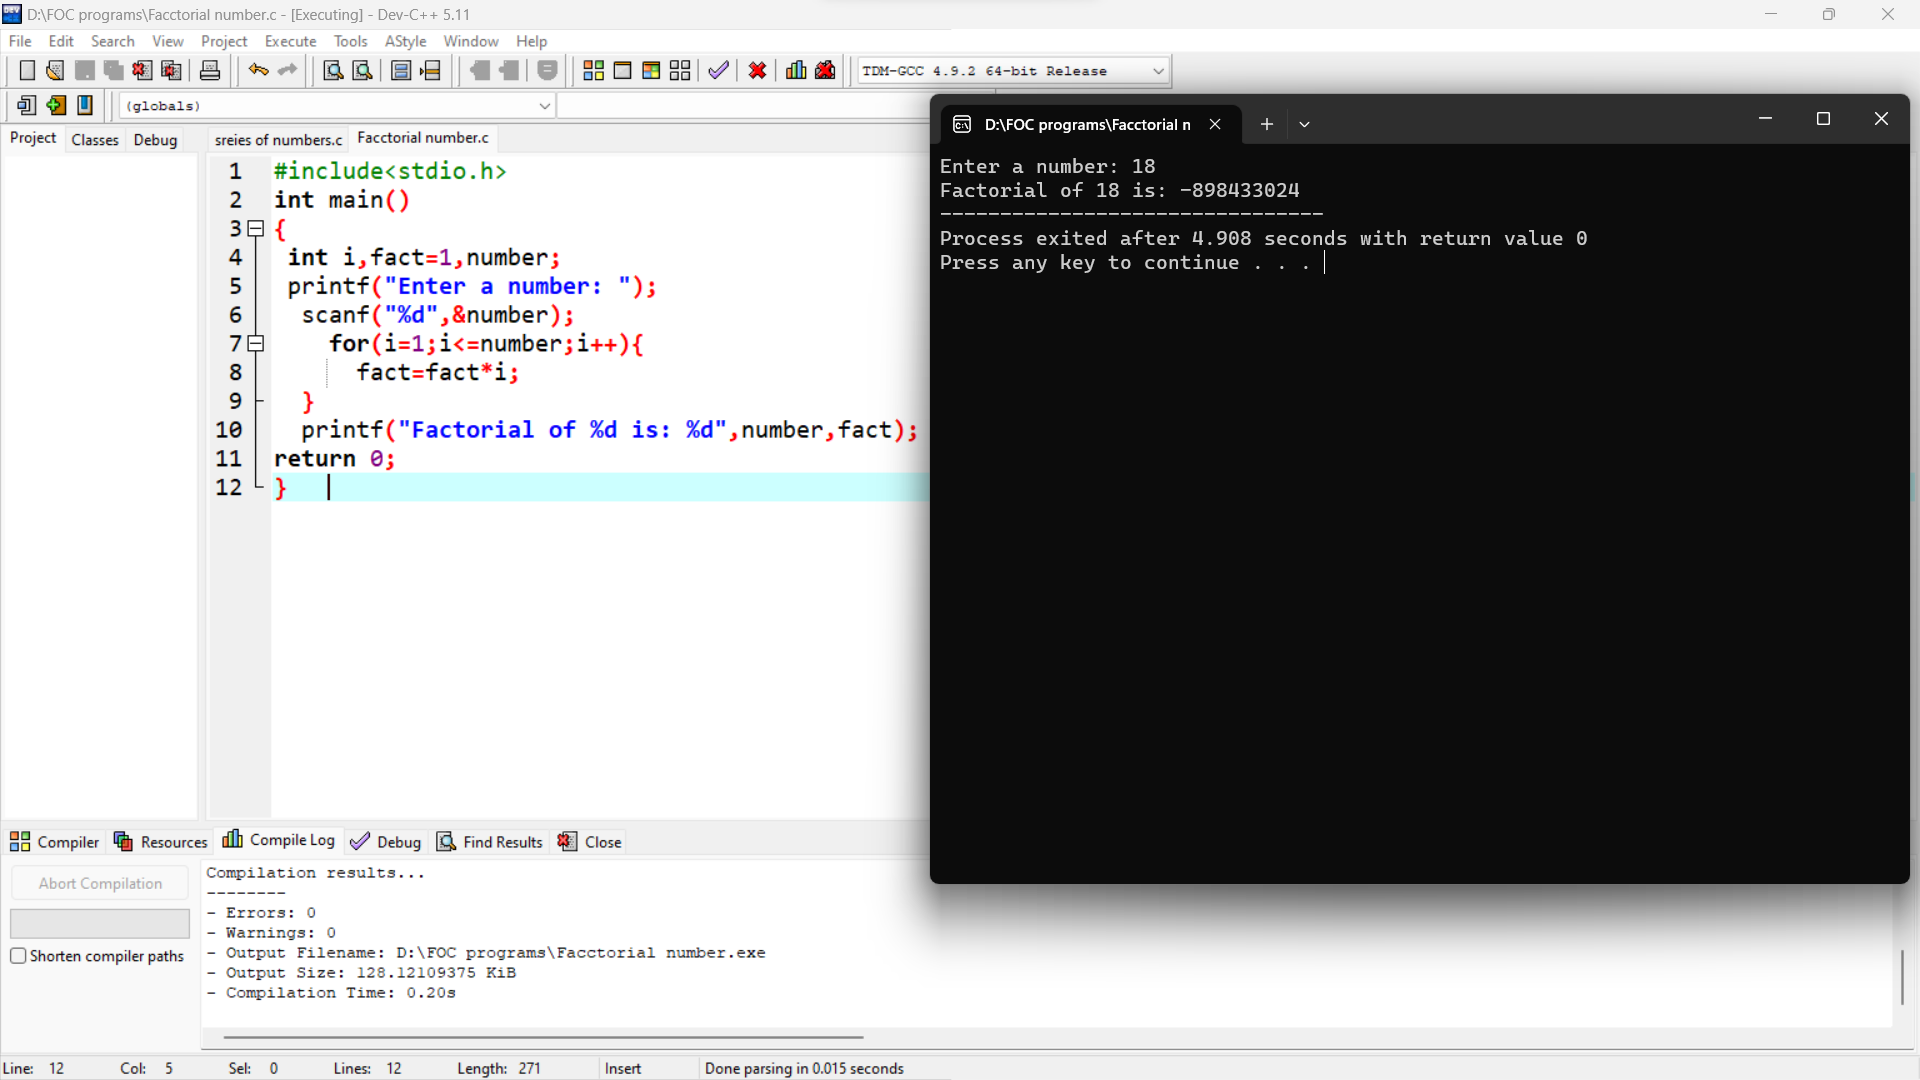 D:\FOC programs\Facctorial number.c - [Executing] - Dev-C++ 5.11
File Edit Search View Project Execute Tools AStyle Window Help
TDM-GCC 4.9.2 64-bit Release
(globals)
Project Classes Debug
sreies of numbers.c Facctorial number.c
1 #include<stdio.h>
2 int main()
3 {
4 int i,fact=1,number;
5 printf("Enter a number: ");
6 scanf("%d",&number);
7 for(i=1;i<=number;i++){
8 fact=fact*i;
9 }
10 printf("Factorial of %d is: %d",number,fact);
11 return 0;
12 }
D:\FOC programs\Facctorial n
Enter a number: 18
Factorial of 18 is: -898433024
--------------------------------
Process exited after 4.908 seconds with return value 0
Press any key to continue . . .
Compiler Resources Compile Log Debug Find Results Close
Abort Compilation
Shorten compiler paths
Compilation results...
--------
- Errors: 0
- Warnings: 0
- Output Filename: D:\FOC programs\Facctorial number.exe
- Output Size: 128.12109375 KiB
- Compilation Time: 0.20s
Line: 12 Col: 5 Sel: 0 Lines: 12 Length: 271 Insert Done parsing in 0.015 seconds